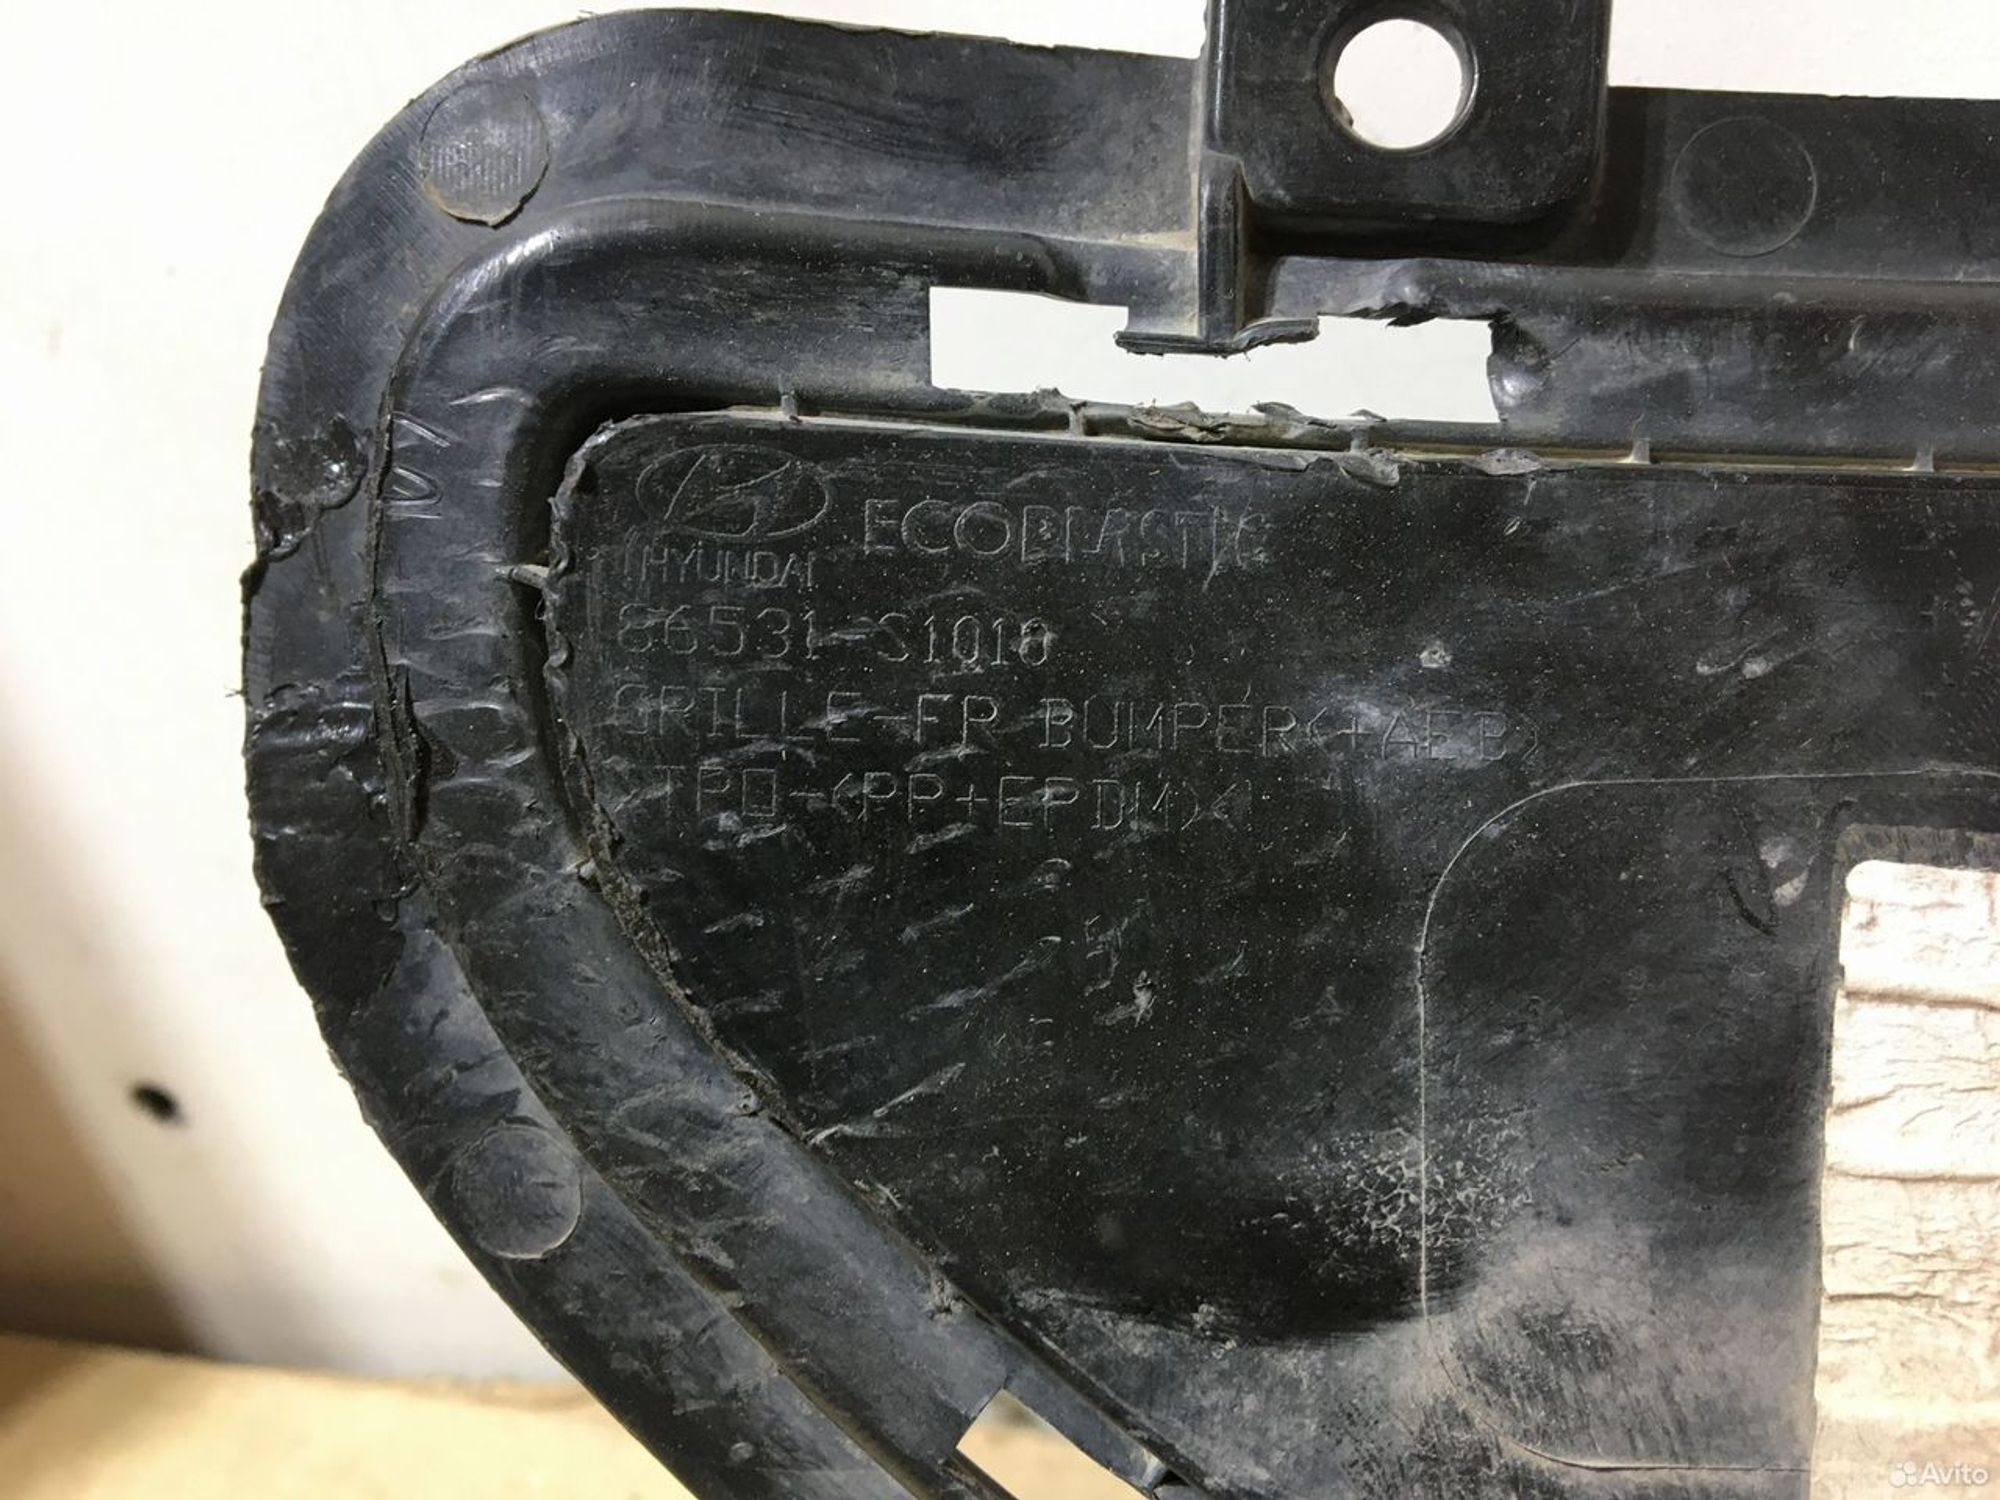 HYUNDAI ECOPLASTIC
86531-S1010
GRILLE-FR BUMPER<+AEB>
>TPO-<PP+EPDM><
Avito